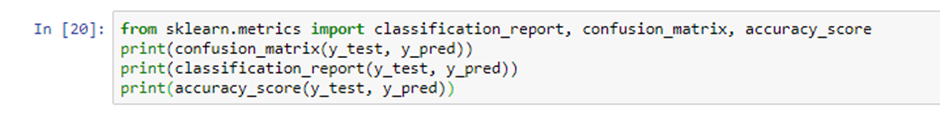 In [20]: from sklearn.metrics import classification_report, confusion_matrix, accuracy_score
print(confusion_matrix(y_test, y_pred))
print(classification_report(y_test, y_pred))
print(accuracy_score(y_test, y_pred))